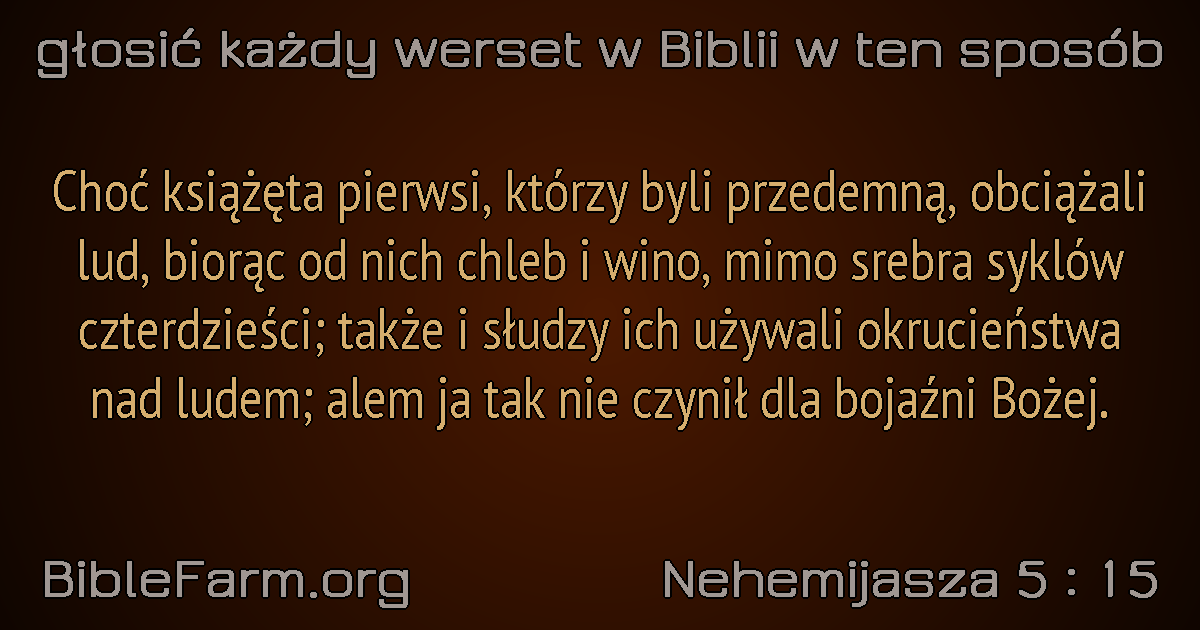 głosić każdy werset w Biblii w ten sposób
Choć książęta pierwsi, którzy byli przedemną, obciążali
lud, biorąc od nich chleb i wino, mimo srebra syklów
czterdzieści; także i słudzy ich używali okrucieństwa
nad ludem; alem ja tak nie czynił dla bojaźni Bożej.
BibleFarm.org
Nehemijasza 5 : 15